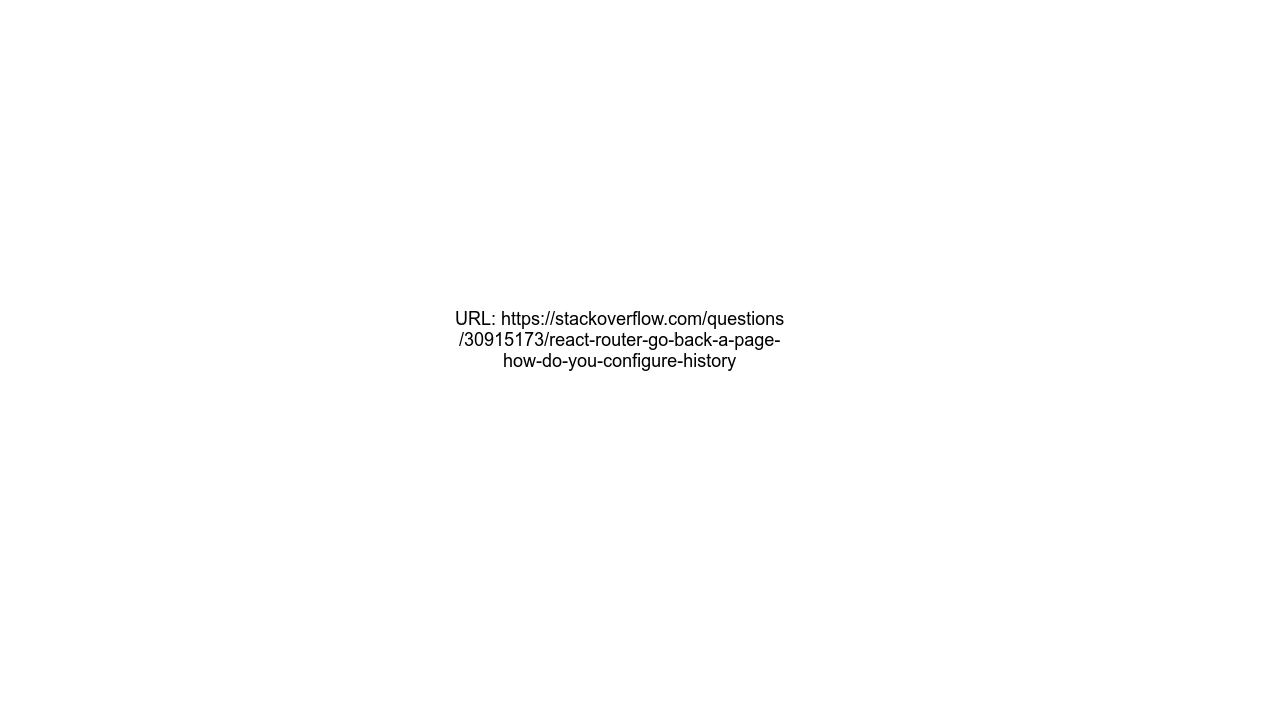 URL: https://stackoverflow.com/questions
/30915173/react-router-go-back-a-page-
how-do-you-configure-history